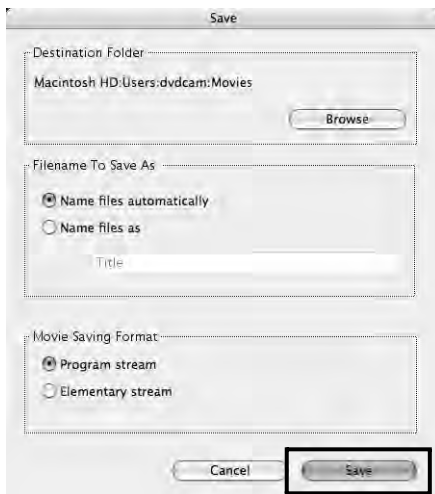 Save
Destination Folder
Macintosh HD:Users:dvdcam:Movies
Browse
Filename To Save As
Name files automatically
Name files as
Title
Movie Saving Format
Program stream
Elementary stream
Cancel
Save